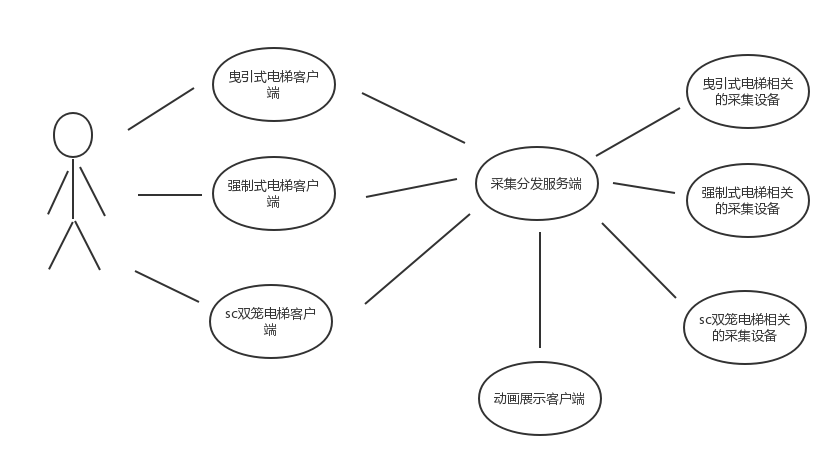 曳引式电梯客户
端
强制式电梯客户
端
sc双笼电梯客户
端
采集分发服务端
动画展示客户端
曳引式电梯相关
的采集设备
强制式电梯相关
的采集设备
sc双笼电梯相关
的采集设备